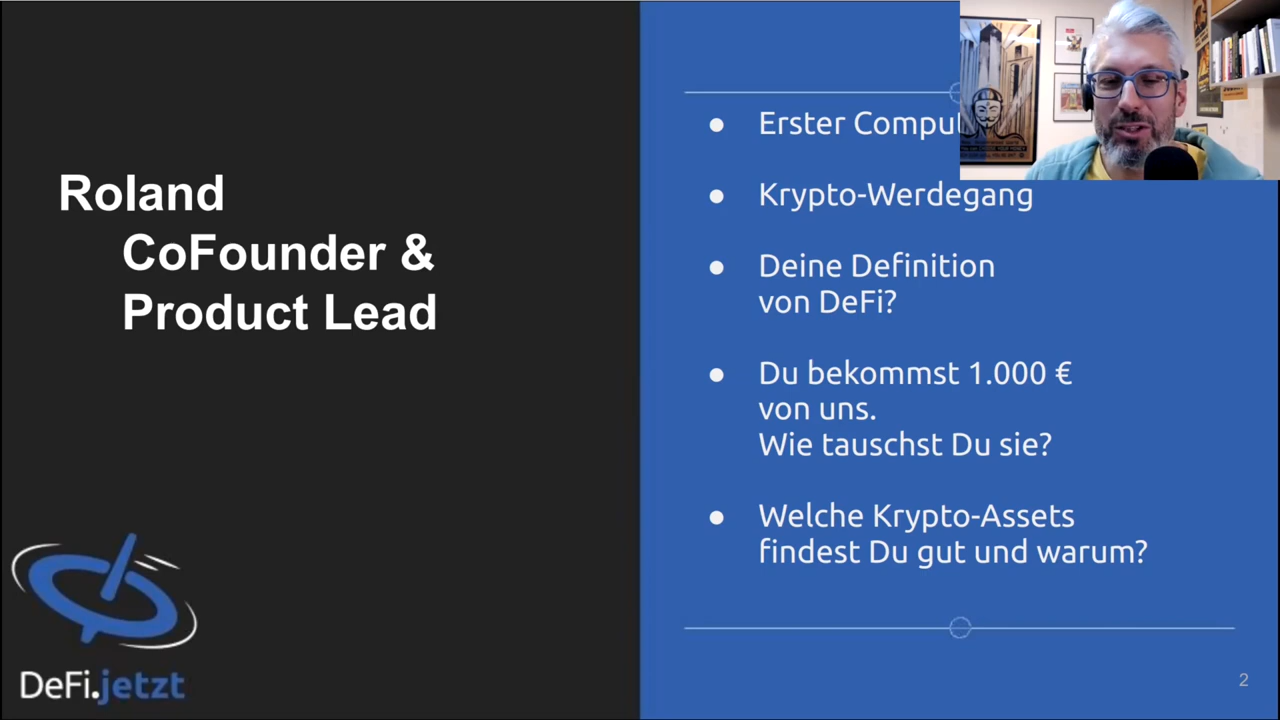 Roland
CoFounder &
Product Lead
DeFi.jetzt
Erster Compu
Krypto-Werdegang
Deine Definition
von DeFi?
Du bekommst 1.000 €
von uns.
Wie tauschst Du sie?
Welche Krypto-Assets
findest Du gut und warum?
2